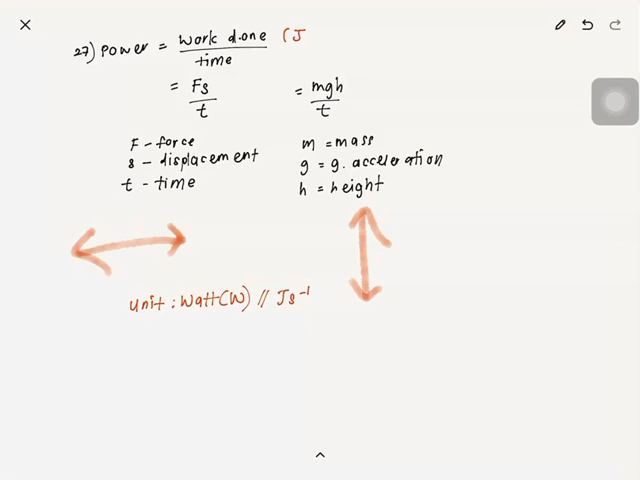 27) Power = work done (J
time
= Fs = mgh
t t
F - force m = mass
s - displacement g = g. acceleration
t - time h = height
unit : Watt (W) // Js⁻¹